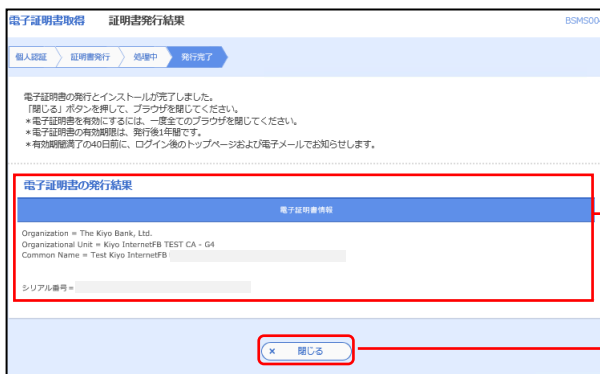 電子証明書取得 証明書発行結果 BSMS004
個人認証 証明書発行 処理中 発行完了
電子証明書の発行とインストールが完了しました。
「閉じる」ボタンを押して、ブラウザを閉じてください。
*電子証明書を有効にするには、一度全てのブラウザを閉じてください。
*電子証明書の有効期限は、発行後1年間です。
*有効期間満了の40日前に、ログイン後のトップページおよび電子メールでお知らせします。
電子証明書の発行結果
電子証明書情報
Organization = The Kiyo Bank, Ltd.
Organizational Unit = Kiyo InternetFB TEST CA - G4
Common Name = Test Kiyo InternetFB
シリアル番号=
× 閉じる